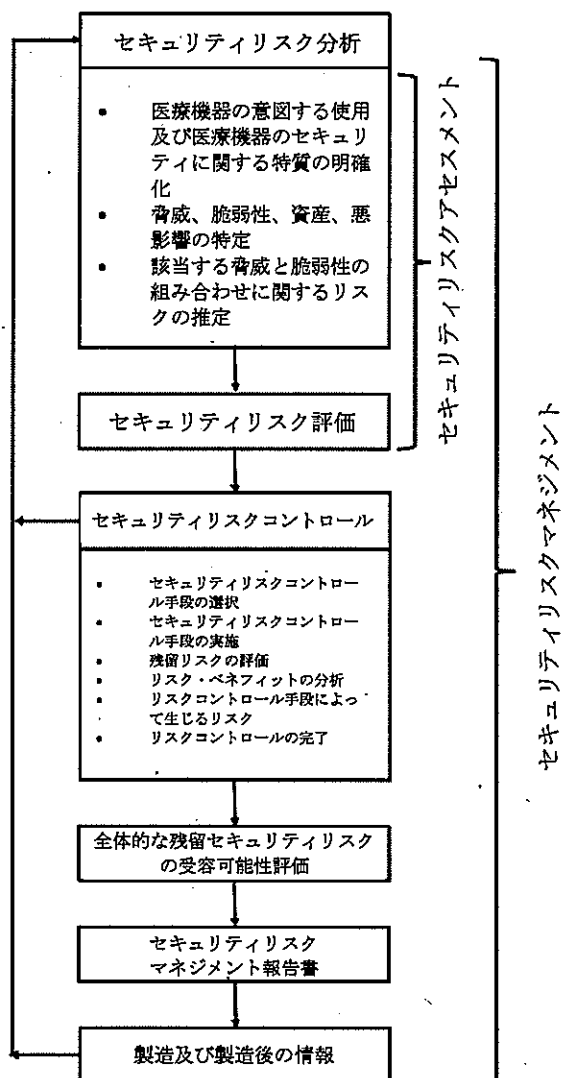 セキュリティリスク分析
• 医療機器の意図する使用
及び医療機器のセキュリ
ティに関する特質の明確
化
• 脅威、脆弱性、資産、悪
影響の特定
• 該当する脅威と脆弱性の
組み合わせに関するリス
クの推定
セキュリティリスク評価
セキュリティリスクアセスメント
セキュリティリスクコントロール
• セキュリティリスクコントロー
ル手段の選択
• セキュリティリスクコントロー
ル手段の実施
• 残留リスクの評価
• リスク・ベネフィットの分析
• リスクコントロール手段によっ
て生じるリスク
• リスクコントロールの完了
全体的な残留セキュリティリスク
の受容可能性評価
セキュリティリスク
マネジメント報告書
製造及び製造後の情報
セキュリティリスクマネジメント